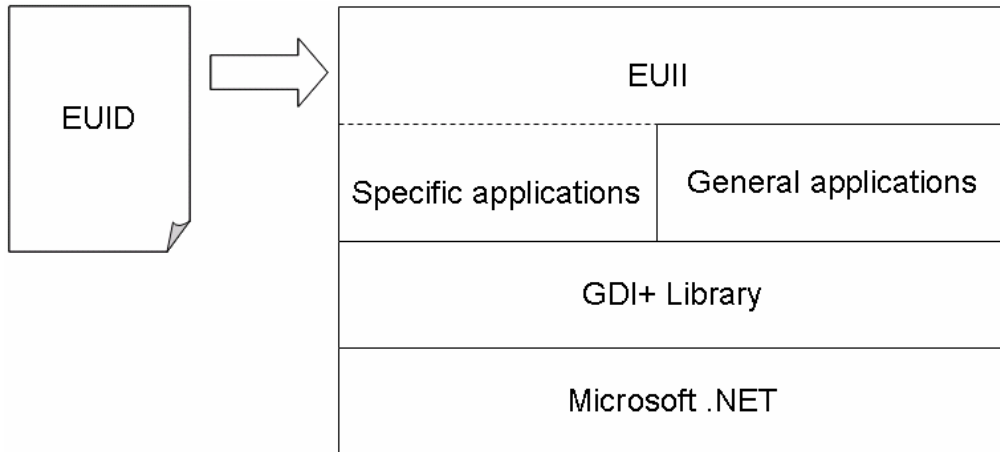 EUID
EUII
Specific applications
General applications
GDI+ Library
Microsoft .NET